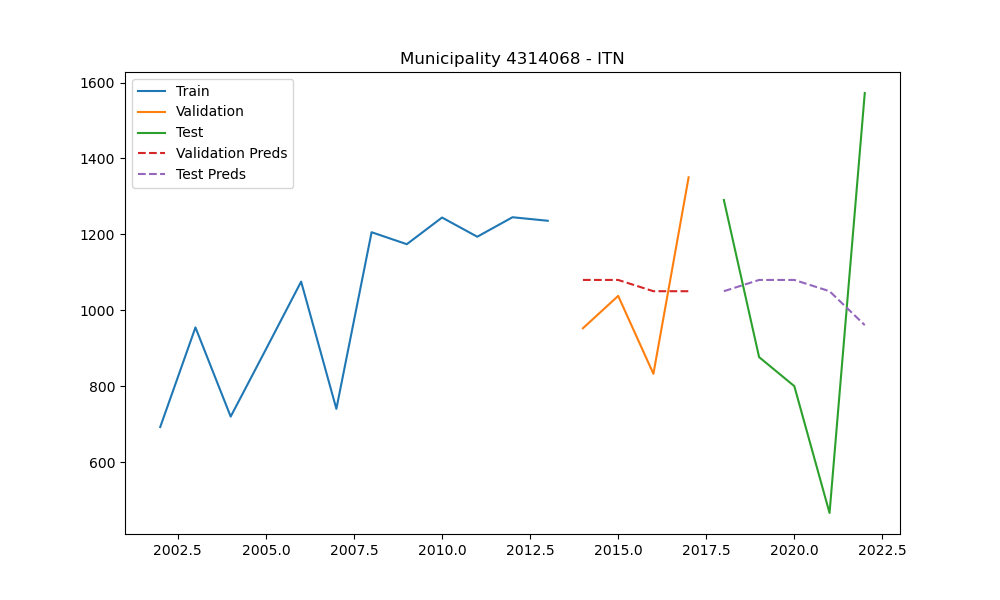 Municipality 4314068 - ITN
1600
1400
1200
1000
800
600
Train
Validation
Test
Validation Preds
Test Preds
2002.5 2005.0 2007.5 2010.0 2012.5 2015.0 2017.5 2020.0 2022.5